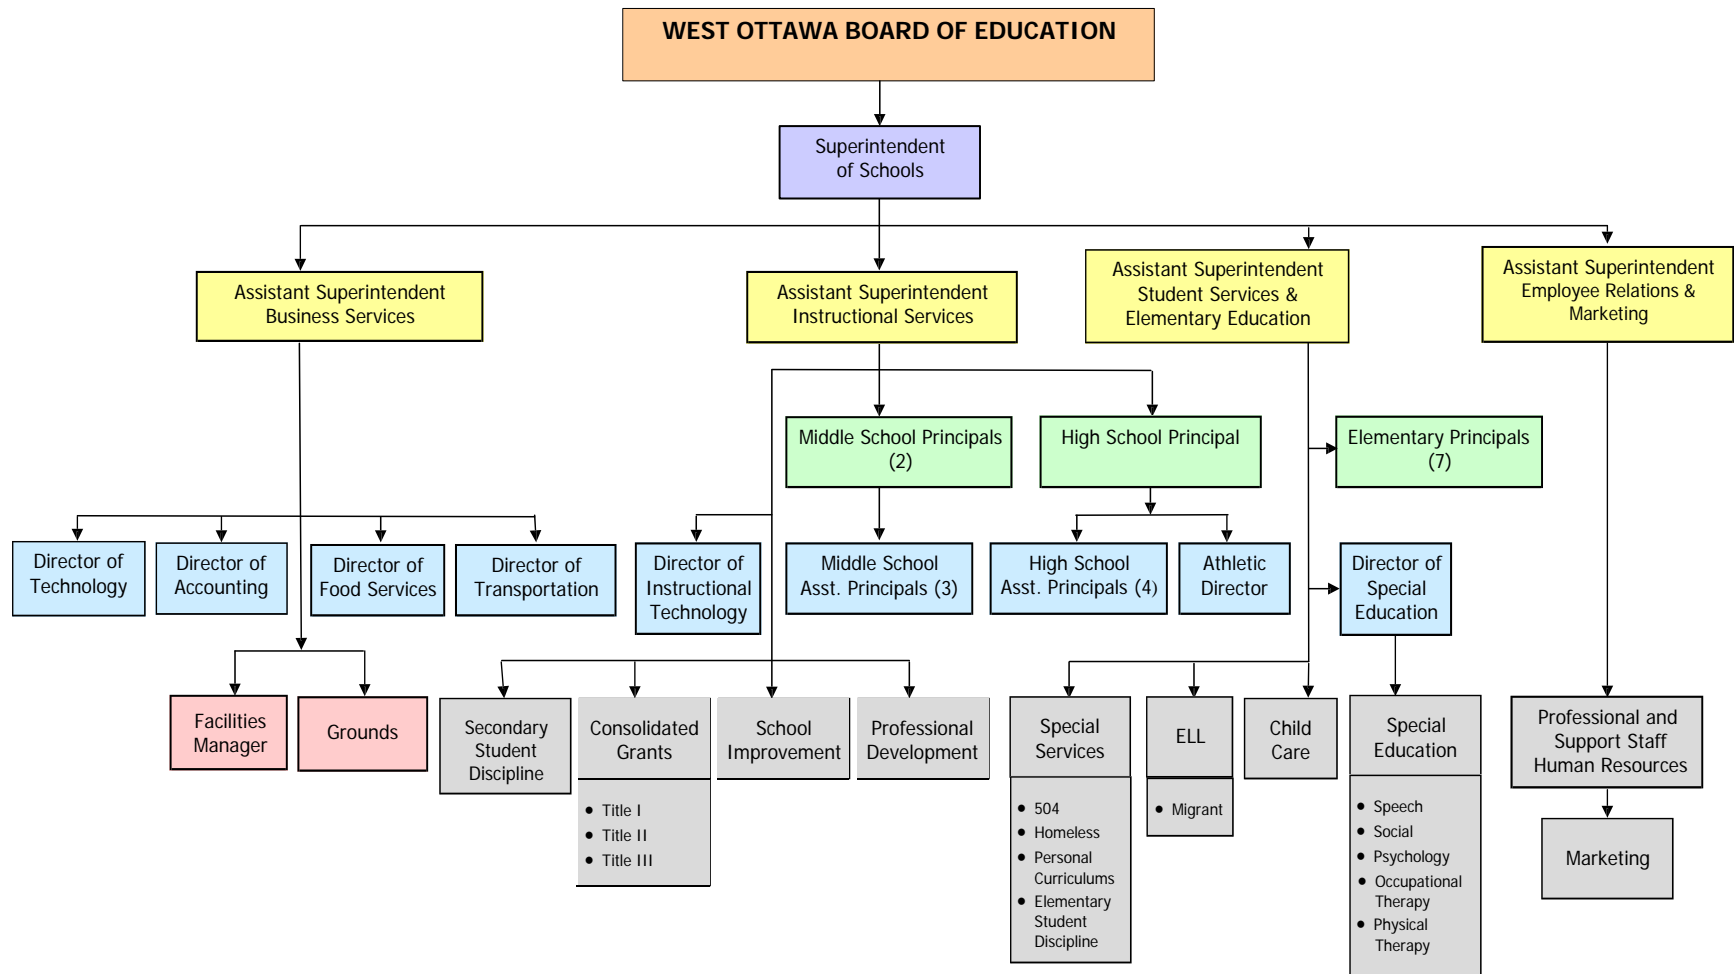 WEST OTTAWA BOARD OF EDUCATION
Superintendent
of Schools
Assistant Superintendent
Business Services
Assistant Superintendent
Instructional Services
Assistant Superintendent
Student Services &
Elementary Education
Assistant Superintendent
Employee Relations &
Marketing
Middle School Principals
(2)
High School Principal
Elementary Principals
(7)
Director of
Technology
Director of
Accounting
Director of
Food Services
Director of
Transportation
Director of
Instructional
Technology
Middle School
Asst. Principals (3)
High School
Asst. Principals (4)
Athletic
Director
Director of
Special
Education
Facilities
Manager
Grounds
Secondary
Student
Discipline
Consolidated
Grants
• Title I
• Title II
• Title III
School
Improvement
Professional
Development
Special
Services
• 504
• Homeless
• Personal
Curriculums
• Elementary
Student
Discipline
ELL
• Migrant
Child
Care
Special
Education
• Speech
• Social
• Psychology
• Occupational
Therapy
• Physical
Therapy
Professional and
Support Staff
Human Resources
Marketing